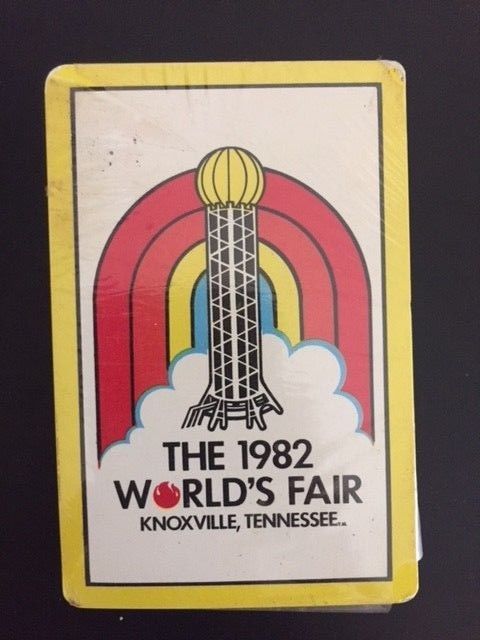 THE 1982
WORLD'S FAIR
KNOXVILLE, TENNESSEE T.M.